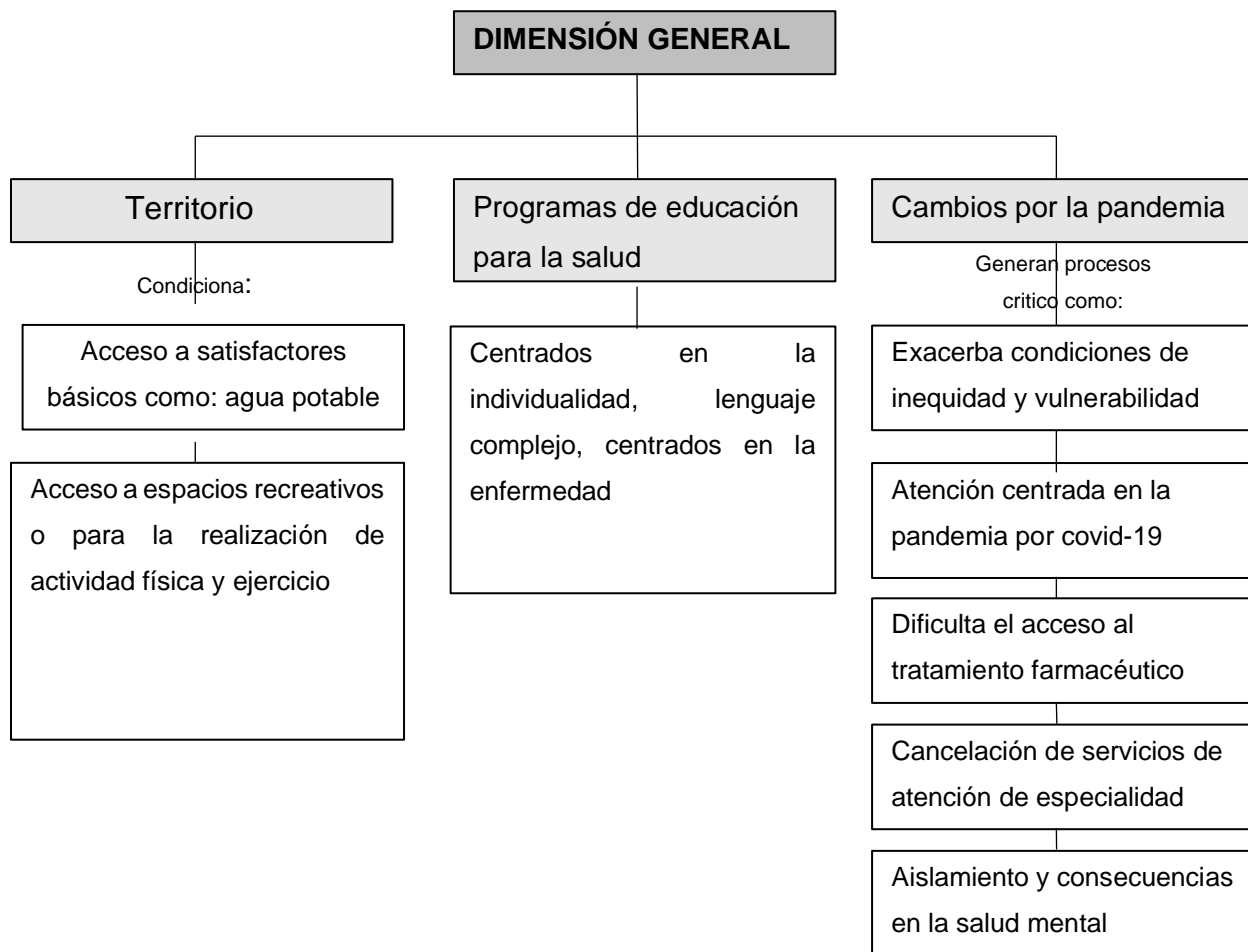 DIMENSIÓN GENERAL
Territorio
Condiciona:
Acceso a satisfactores
básicos como: agua potable
Acceso a espacios recreativos
o para la realización de
actividad física y ejercicio
Programas de educación
para la salud
Centrados en la
individualidad, lenguaje
complejo, centrados en la
enfermedad
Cambios por la pandemia
Generan procesos
critico como:
Exacerba condiciones de
inequidad y vulnerabilidad
Atención centrada en la
pandemia por covid-19
Dificulta el acceso al
tratamiento farmacéutico
Cancelación de servicios de
atención de especialidad
Aislamiento y consecuencias
en la salud mental